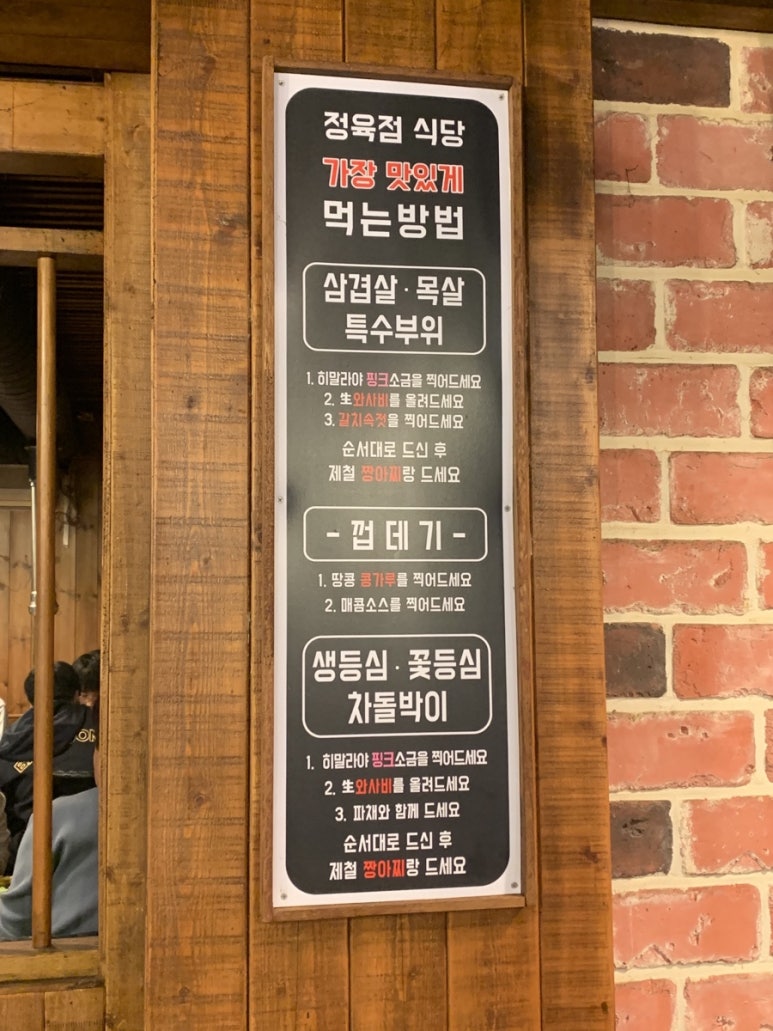 정육점 식당
가장 맛있게
먹는방법
삼겹살 · 목살
특수부위
1. 히말라야 핑크소금을 찍어드세요
2. 生와사비를 올려드세요
3. 갈치속젓을 찍어드세요
순서대로 드신 후
제철 짱아찌랑 드세요
- 껍데기 -
1. 땅콩 콩가루를 찍어드세요
2. 매콤소스를 찍어드세요
생등심 · 꽃등심
차돌박이
1. 히말라야 핑크소금을 찍어드세요
2. 生와사비를 올려드세요
3. 파채와 함께 드세요
순서대로 드신 후
제철 짱아찌랑 드세요